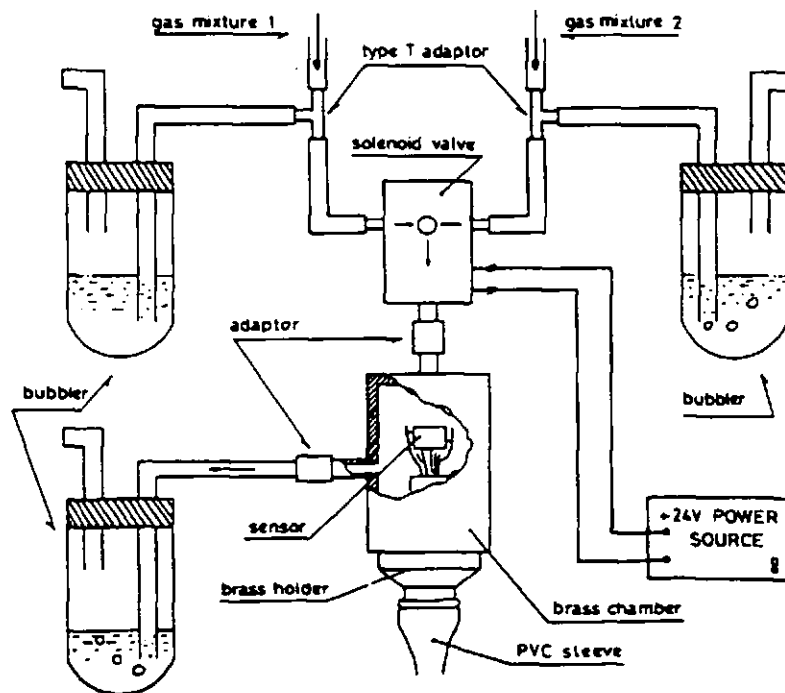 gas mixture 1
gas mixture 2
type T adaptor
solenoid valve
adaptor
bubbler
bubbler
sensor
+24V POWER
SOURCE
brass holder
brass chamber
PVC sleeve